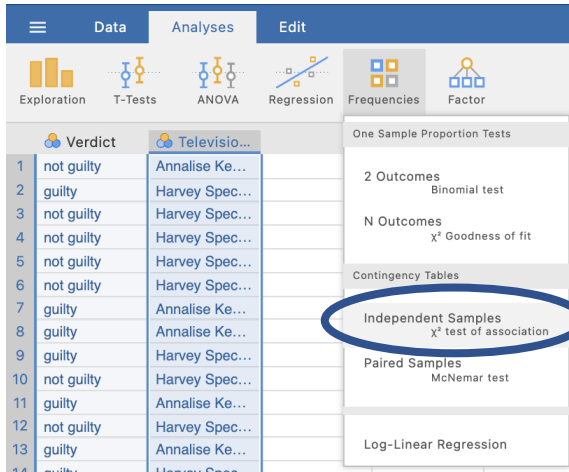 Data Analyses Edit
Exploration T-Tests ANOVA Regression Frequencies Factor
Verdict Televisio...
1 not guilty Annalise Ke...
2 guilty Harvey Spec...
3 not guilty Harvey Spec...
4 not guilty Harvey Spec...
5 not guilty Harvey Spec...
6 not guilty Harvey Spec...
7 guilty Annalise Ke...
8 guilty Annalise Ke...
9 guilty Harvey Spec...
10 not guilty Harvey Spec...
11 guilty Annalise Ke...
12 not guilty Harvey Spec...
13 guilty Annalise Ke...
One Sample Proportion Tests
2 Outcomes
Binomial test
N Outcomes
χ² Goodness of fit
Contingency Tables
Independent Samples
χ² test of association
Paired Samples
McNemar test
Log-Linear Regression